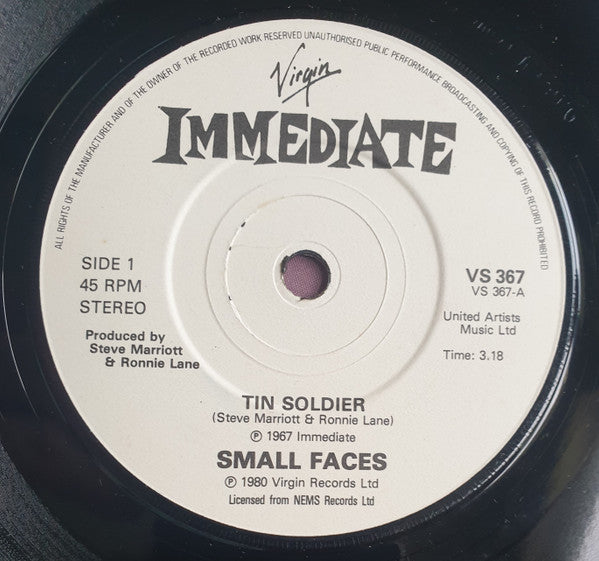 ALL RIGHTS OF THE MANUFACTURER AND OF THE OWNER OF THE RECORDED WORK RESERVED UNAUTHORISED PUBLIC PERFORMANCE BROADCASTING AND COPYING OF THIS RECORD PROHIBITED
Virgin
IMMEDIATE
SIDE 1
45 RPM
STEREO
Produced by
Steve Marriott
& Ronnie Lane
VS 367
VS 367-A
United Artists
Music Ltd
Time: 3.18
TIN SOLDIER
(Steve Marriott & Ronnie Lane)
℗ 1967 Immediate
SMALL FACES
℗ 1980 Virgin Records Ltd
Licensed from NEMS Records Ltd